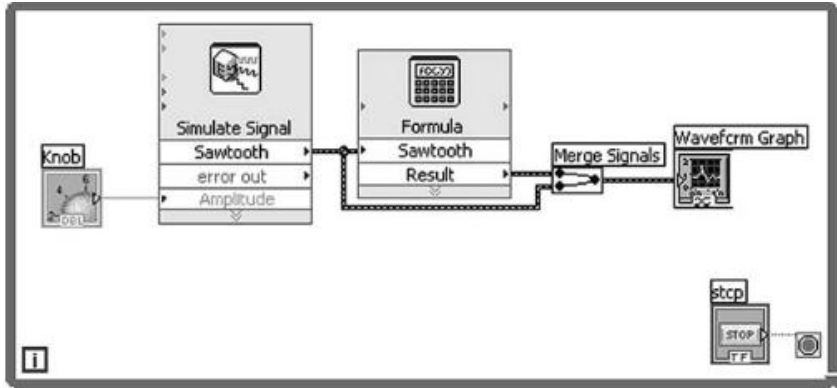 Simulate Signal
Sawtooth
error out
Amplitude
Formula
Sawtooth
Result
Knob
DBL
Merge Signals
Wavefcrm Graph
stcp
STOP
TF
i